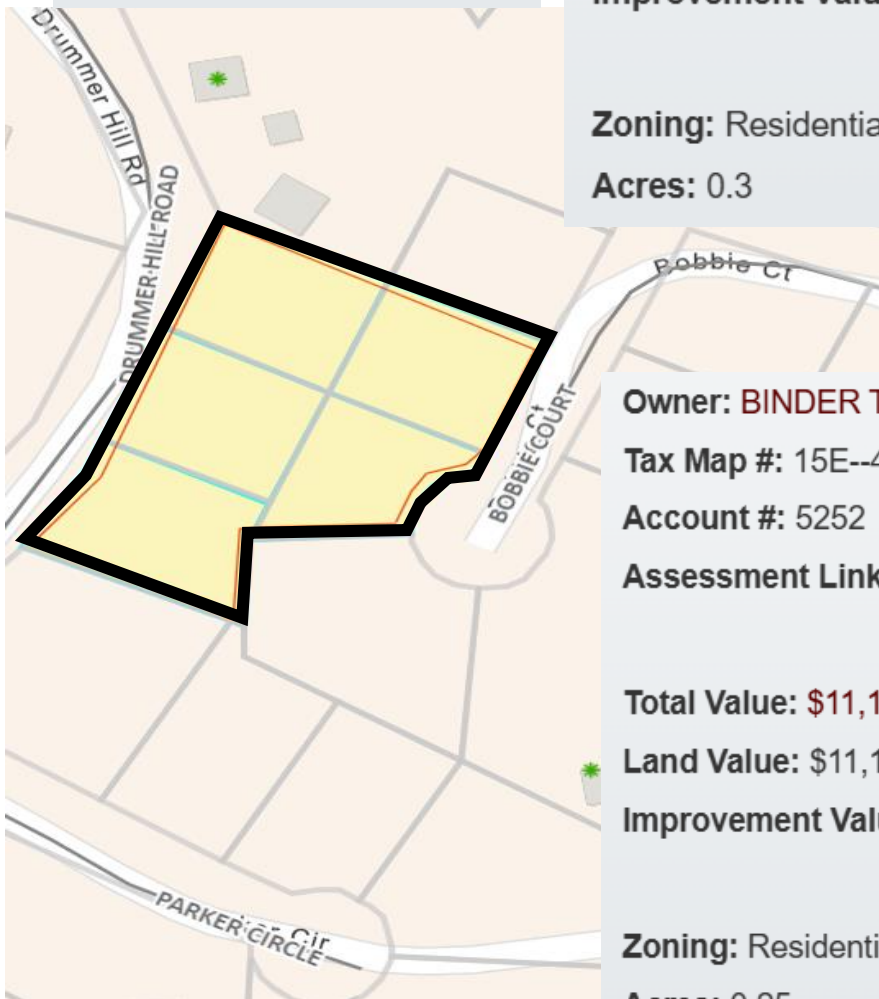 Zoning: Residentia
Acres: 0.3
Drummer Hill Rd
DRUMMER HILL ROAD
Bobbie Ct
BOBBIE COURT
Ct
Owner: BINDER T
Tax Map #: 15E--4
Account #: 5252
Assessment Link
Total Value: $11,1
Land Value: $11,1
Improvement Valu
Zoning: Residenti
PARKER CIRCLE
Cir